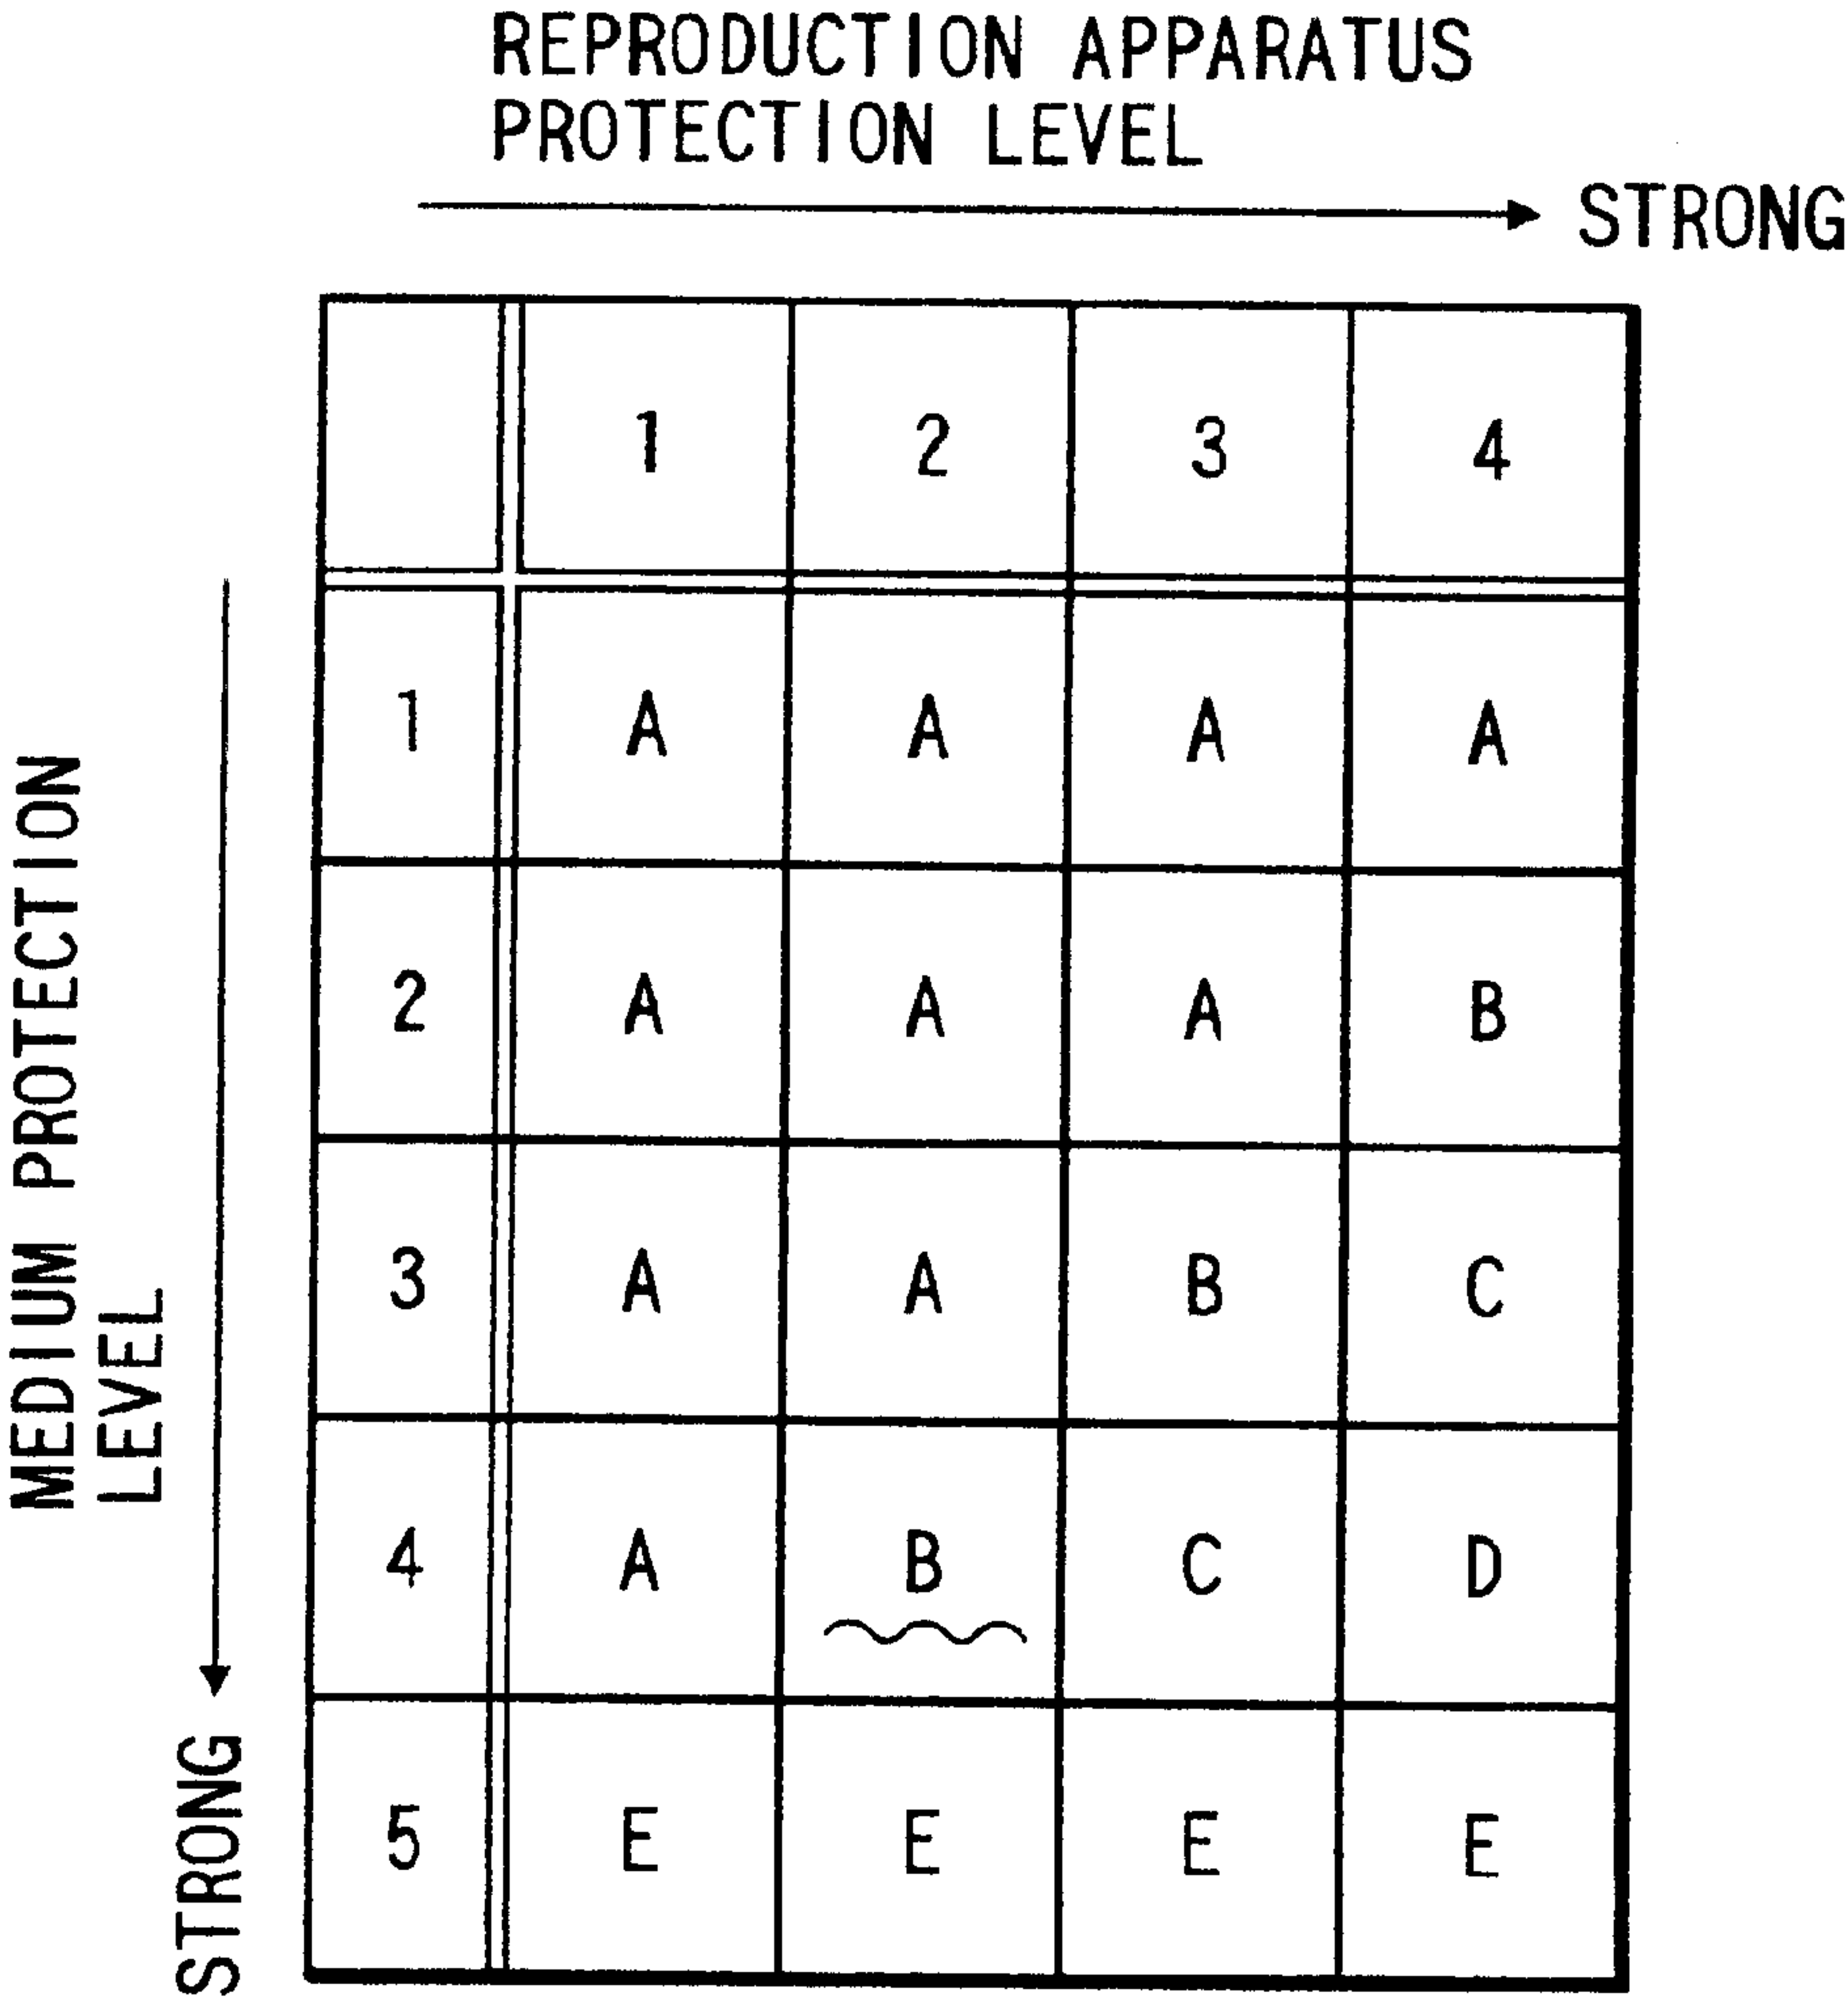 REPRODUCTION APPARATUS
PROTECTION LEVEL
STRONG
1 2 3 4
1 A A A A
2 A A A B
3 A A B C
4 A B C D
5 E E E E
MEDIUM PROTECTION
LEVEL
STRONG